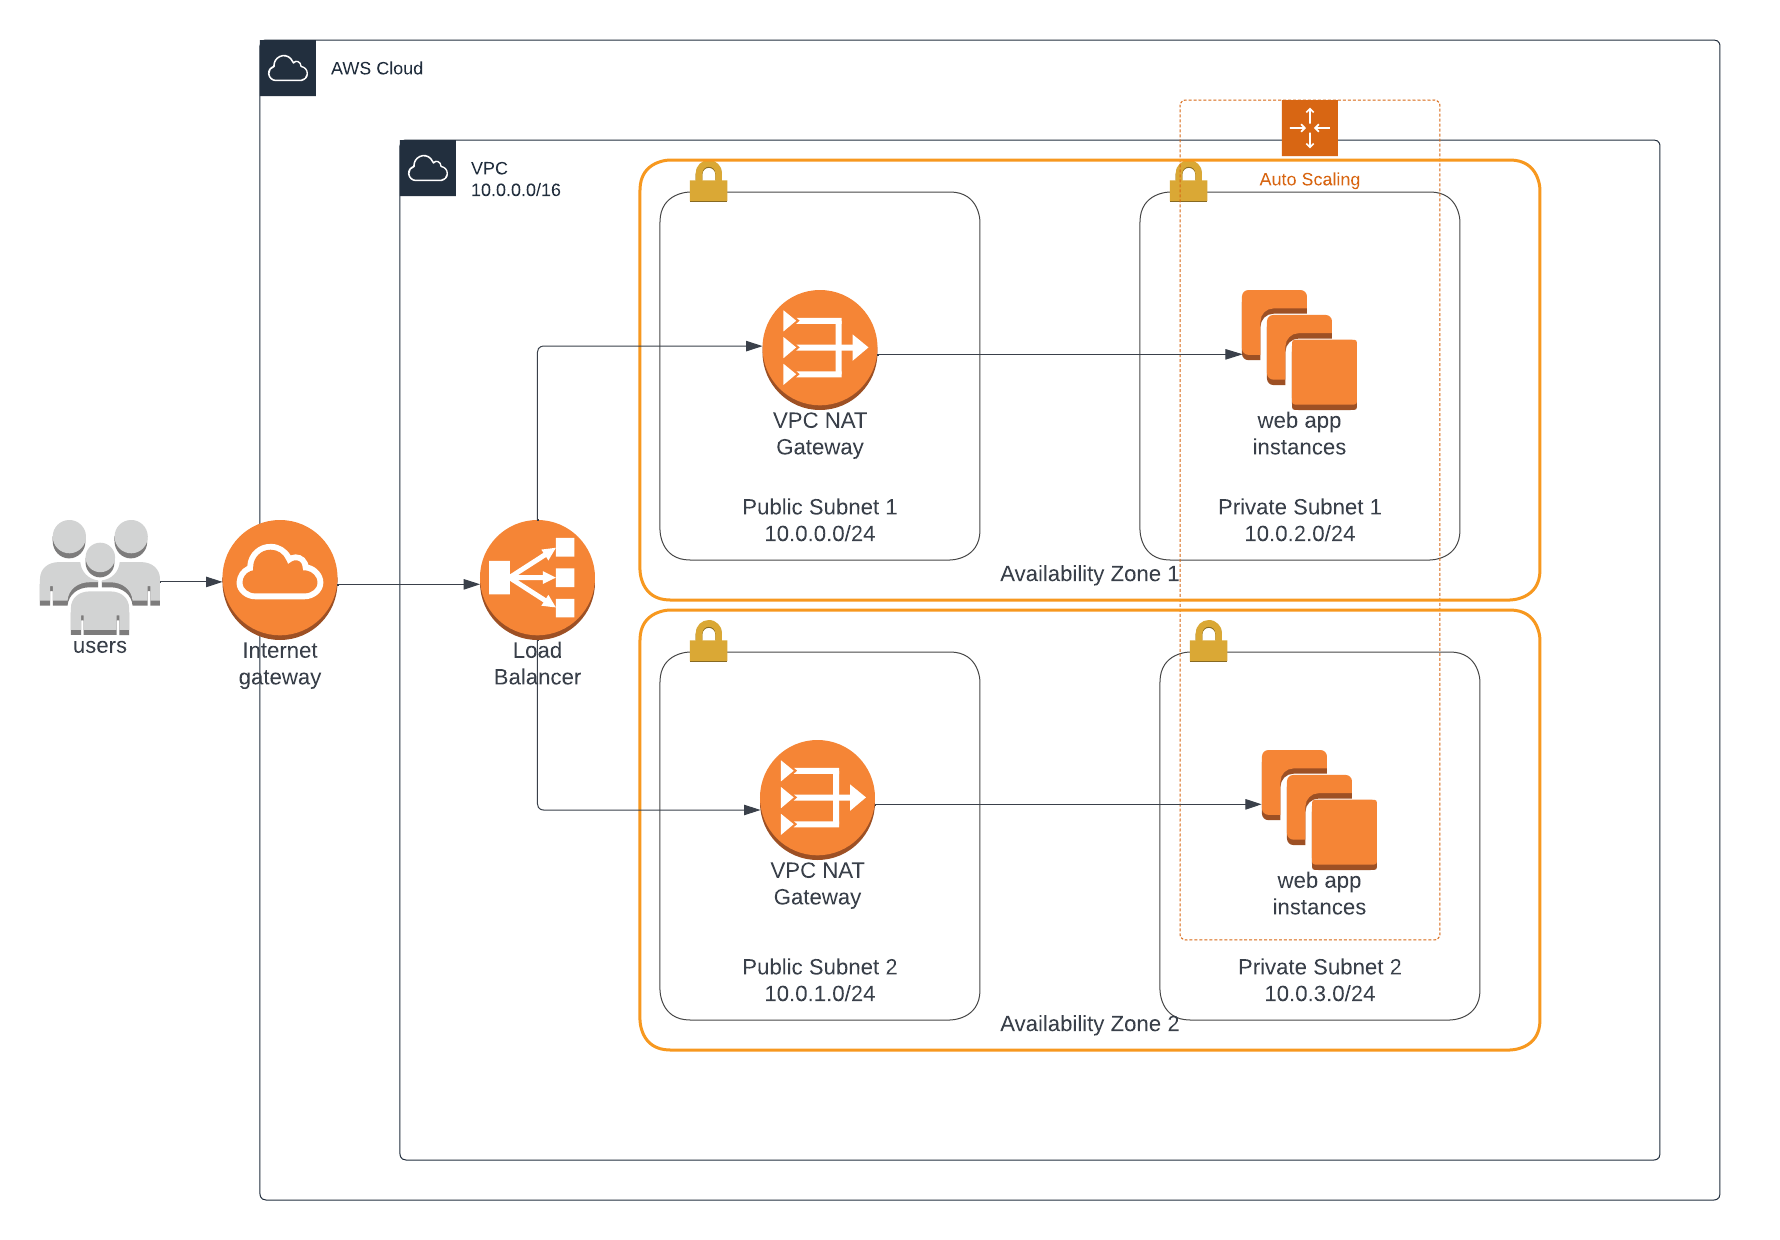 AWS Cloud
VPC
10.0.0.0/16
Auto Scaling
VPC NAT
Gateway
web app
instances
Public Subnet 1
10.0.0.0/24
Private Subnet 1
10.0.2.0/24
Availability Zone 1
users
Internet
gateway
Load
Balancer
VPC NAT
Gateway
web app
instances
Public Subnet 2
10.0.1.0/24
Private Subnet 2
10.0.3.0/24
Availability Zone 2